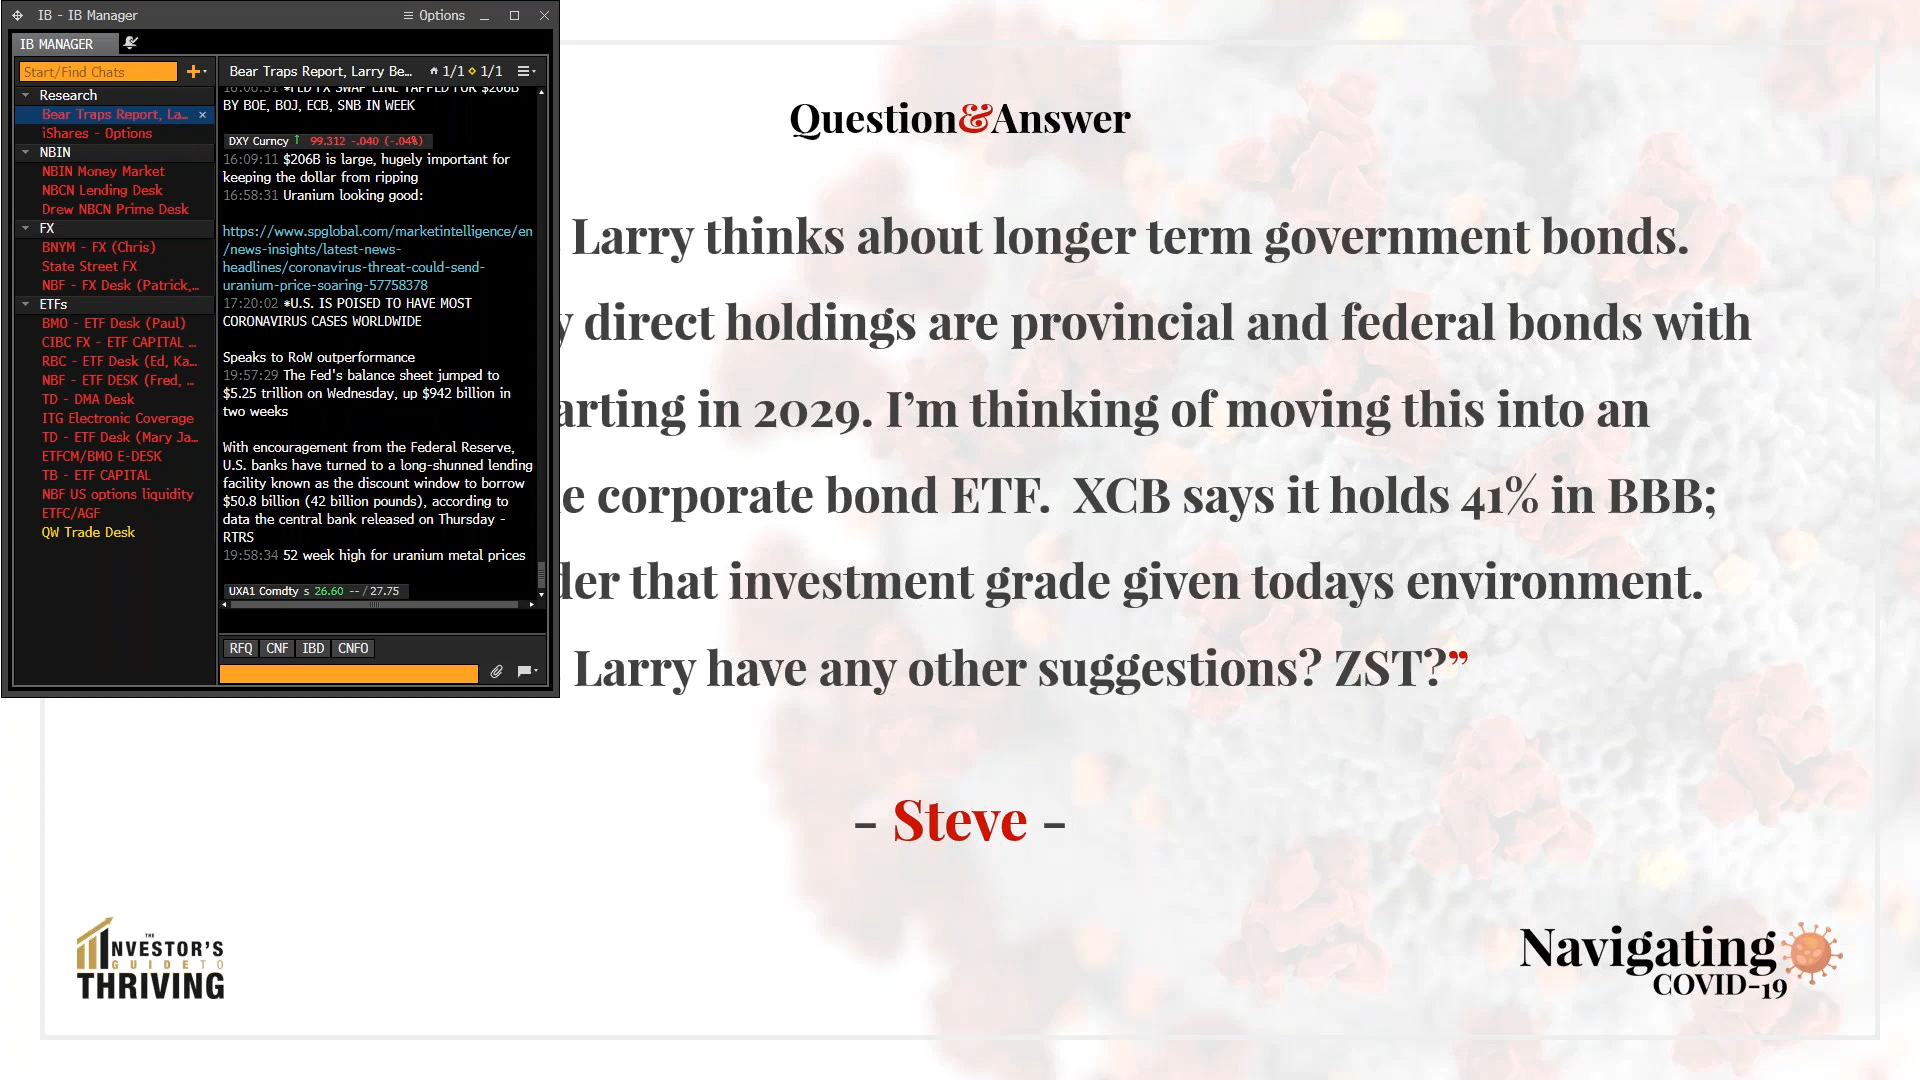 IB - IB Manager
Options
IB MANAGER
Start/Find Chats
Research
Bear Traps Report, La...
iShares - Options
NBIN
NBIN Money Market
NBCN Lending Desk
Drew NBCN Prime Desk
FX
BNYM - FX (Chris)
State Street FX
NBF - FX Desk (Patrick,...
ETFs
BMO - ETF Desk (Paul)
CIBC FX - ETF CAPITAL ...
RBC - ETF Desk (Ed, Ka...
NBF - ETF DESK (Fred, ...
TD - DMA Desk
ITG Electronic Coverage
TD - ETF Desk (Mary Ja...
ETFCM/BMO E-DESK
TB - ETF CAPITAL
NBF US options liquidity
ETFC/AGF
QW Trade Desk
Bear Traps Report, Larry Be... 1/1 1/1
16:06:31 *FED FX SWAP LINE TAPPED FOR $206B
BY BOE, BOJ, ECB, SNB IN WEEK
DXY Curncy ↑ 99.312 -.040 (-.04%)
16:09:11 $206B is large, hugely important for
keeping the dollar from ripping
16:58:31 Uranium looking good:
https://www.spglobal.com/marketintelligence/en
/news-insights/latest-news-
headlines/coronavirus-threat-could-send-
uranium-price-soaring-57758378
17:20:02 *U.S. IS POISED TO HAVE MOST
CORONAVIRUS CASES WORLDWIDE
Speaks to RoW outperformance
19:57:29 The Fed's balance sheet jumped to
$5.25 trillion on Wednesday, up $942 billion in
two weeks
With encouragement from the Federal Reserve,
U.S. banks have turned to a long-shunned lending
facility known as the discount window to borrow
$50.8 billion (42 billion pounds), according to
data the central bank released on Thursday -
RTRS
19:58:34 52 week high for uranium metal prices
UXA1 Comdty s 26.60 --/27.75
RFQ CNF IBD CNFO
Question&Answer
Larry thinks about longer term government bonds.
y direct holdings are provincial and federal bonds with
arting in 2029. I’m thinking of moving this into an
e corporate bond ETF. XCB says it holds 41% in BBB;
der that investment grade given todays environment.
Larry have any other suggestions? ZST?”
- Steve -
THE
INVESTOR'S
GUIDE TO
THRIVING
Navigating
COVID-19